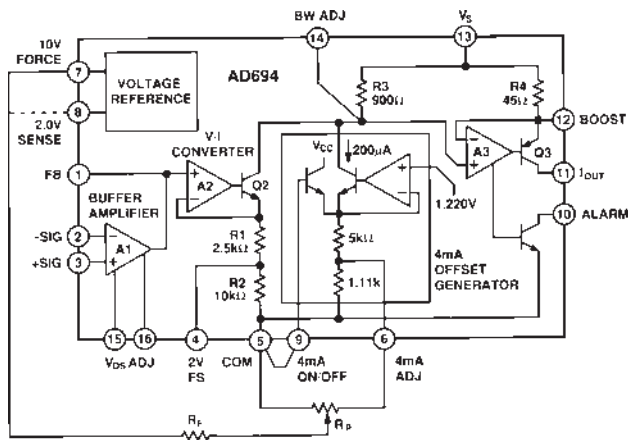 BW ADJ
VS
14
13
10V
FORCE
7
VOLTAGE
REFERENCE
AD694
R3
900Ω
R4
45Ω
8
2.0V
SENSE
12
BOOST
V-I
CONVERTER
VCC
200μA
A3
Q3
11
IOUT
FB
1
A2
Q2
1.220V
BUFFER
AMPLIFIER
10
ALARM
-SIG
2
A1
R1
2.5kΩ
5kΩ
+SIG
3
R2
10kΩ
1.11k
4mA
OFFSET
GENERATOR
15
16
4
5
9
6
VOS ADJ
2V
FS
COM
4mA
ON/OFF
4mA
ADJ
RF
RP